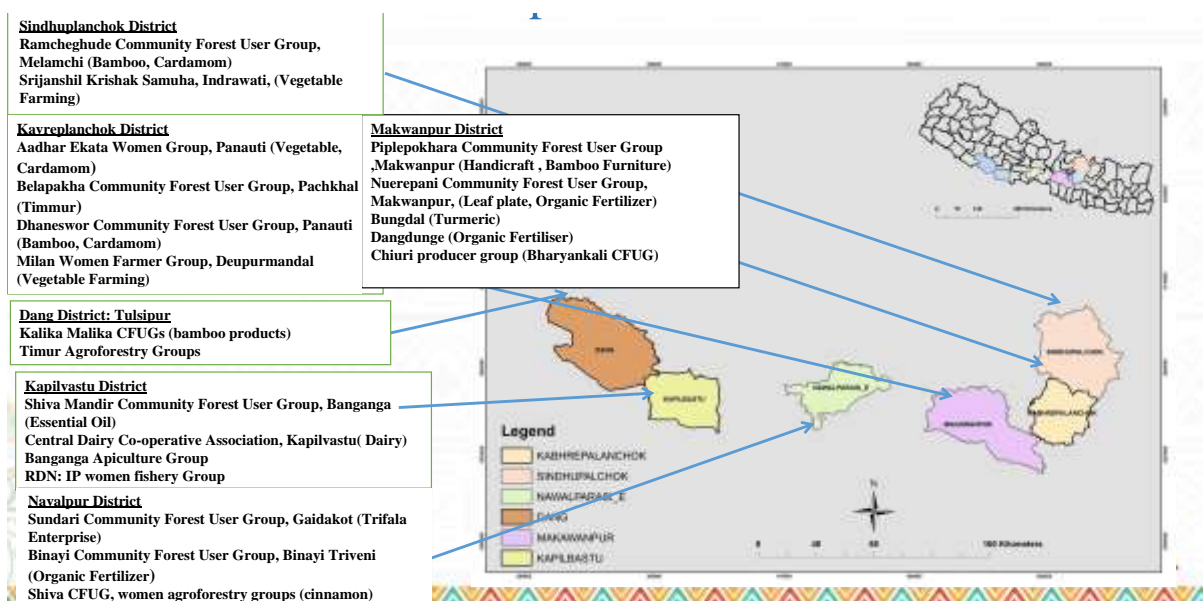 Sindhuplanchok District
Ramcheghude Community Forest User Group,
Melamchi (Bamboo, Cardamom)
Srijanshil Krishak Samuha, Indrawati, (Vegetable
Farming)
Kavreplanchok District
Aadhar Ekata Women Group, Panauti (Vegetable,
Cardamom)
Belapakha Community Forest User Group, Pachkhal
(Timmur)
Dhaneswor Community Forest User Group, Panauti
(Bamboo, Cardamom)
Milan Women Farmer Group, Deupurmandal
(Vegetable Farming)
Makwanpur District
Piplepokhara Community Forest User Group
,Makwanpur (Handicraft , Bamboo Furniture)
Nuerepani Community Forest User Group,
Makwanpur, (Leaf plate, Organic Fertilizer)
Bungdal (Turmeric)
Dangdunge (Organic Fertiliser)
Chiuri producer group (Bharyankali CFUG)
Dang District: Tulsipur
Kalika Malika CFUGs (bamboo products)
Timur Agroforestry Groups
Kapilvastu District
Shiva Mandir Community Forest User Group, Banganga
(Essential Oil)
Central Dairy Co-operative Association, Kapilvastu( Dairy)
Banganga Apiculture Group
RDN: IP women fishery Group
Navalpur District
Sundari Community Forest User Group, Gaidakot (Trifala
Enterprise)
Binayi Community Forest User Group, Binayi Triveni
(Organic Fertilizer)
Shiva CFUG, women agroforestry groups (cinnamon)
Legend
KABHREPALANCHOK
SINDHUPALCHOK
NAWALPARASI_E
DANG
MAKAWANPUR
KAPILBASTU